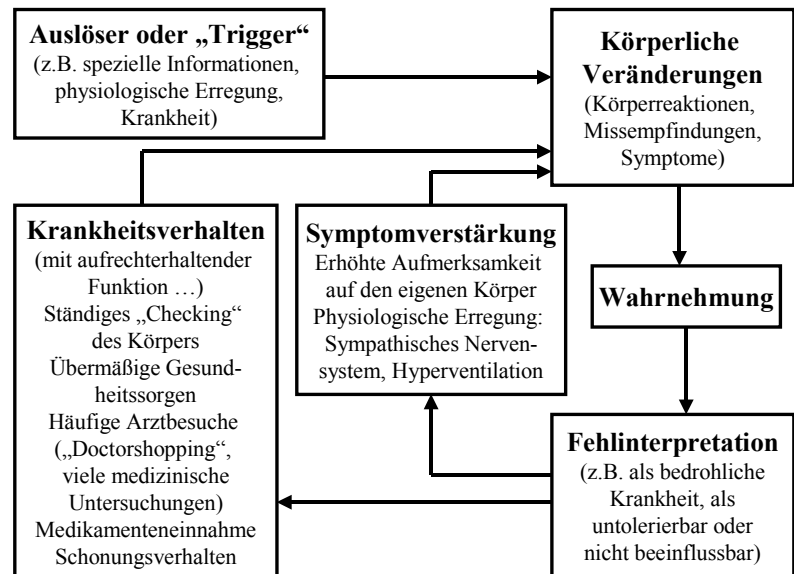 Auslöser oder „Trigger“
(z.B. spezielle Informationen,
physiologische Erregung,
Krankheit)
Körperliche
Veränderungen
(Körperreaktionen,
Missempfindungen,
Symptome)
Krankheitsverhalten
(mit aufrechterhaltender
Funktion …)
Ständiges „Checking“
des Körpers
Übermäßige Gesund-
heitssorgen
Häufige Arztbesuche
(„Doctorshopping“,
viele medizinische
Untersuchungen)
Medikamenteneinnahme
Schonungsverhalten
Symptomverstärkung
Erhöhte Aufmerksamkeit
auf den eigenen Körper
Physiologische Erregung:
Sympathisches Nerven-
system, Hyperventilation
Wahrnehmung
Fehlinterpretation
(z.B. als bedrohliche
Krankheit, als
untolerierbar oder
nicht beeinflussbar)